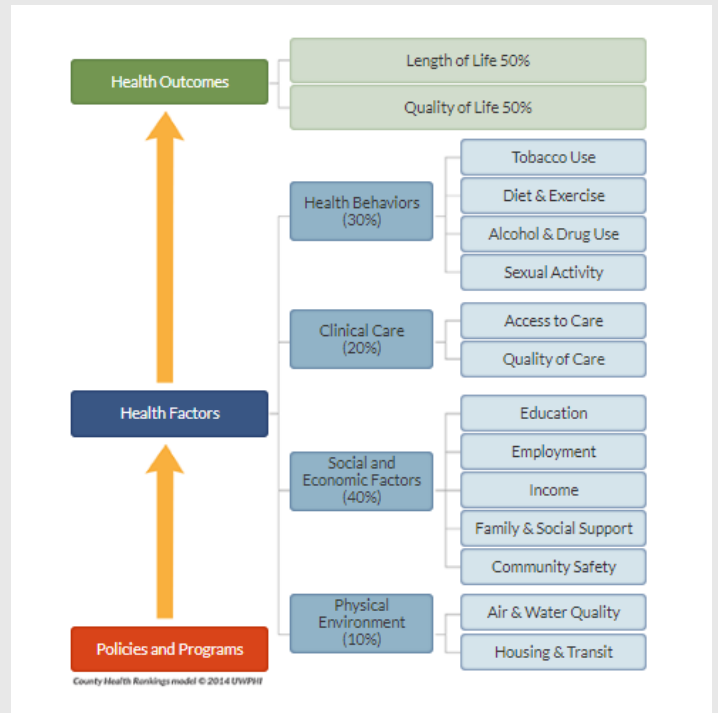 Health Outcomes
Length of Life 50%
Quality of Life 50%
Health Behaviors
(30%)
Tobacco Use
Diet & Exercise
Alcohol & Drug Use
Sexual Activity
Clinical Care
(20%)
Access to Care
Quality of Care
Health Factors
Social and
Economic Factors
(40%)
Education
Employment
Income
Family & Social Support
Community Safety
Physical
Environment
(10%)
Air & Water Quality
Housing & Transit
Policies and Programs
County Health Rankings model © 2014 UWPHI